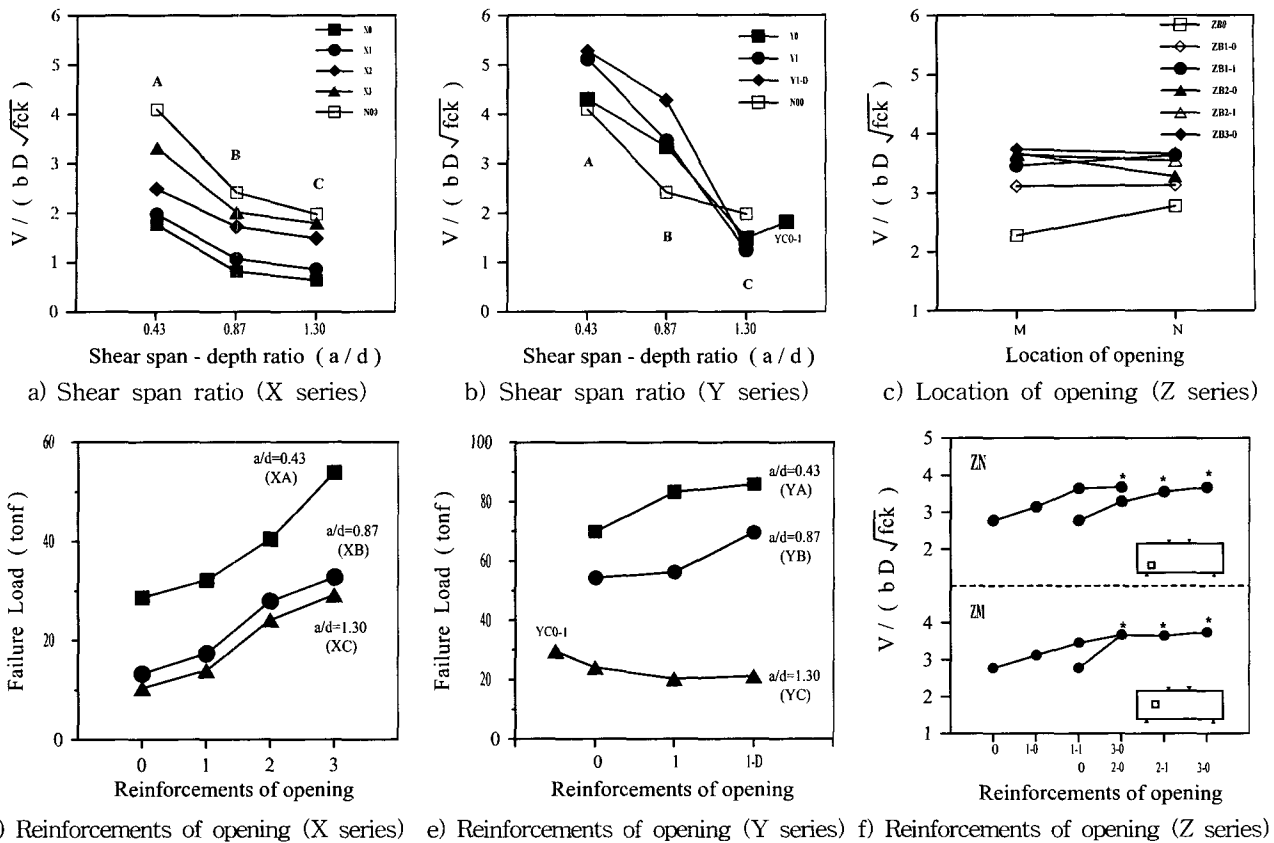 6
5
4
3
2
1
0
V / ( b D √fck )
X0
X1
X2
X3
N00
A
B
C
0.43 0.87 1.30
Shear span - depth ratio ( a / d )
a) Shear span ratio (X series)
6
5
4
3
2
1
0
V / ( b D √fck )
Y0
Y1
Y1-D
N00
A
B
C
YC0-1
0.43 0.87 1.30
Shear span - depth ratio ( a / d )
b) Shear span ratio (Y series)
6
5
4
3
2
1
V / ( b D √fck )
ZB0
ZB1-0
ZB1-1
ZB2-0
ZB2-1
ZB3-0
M N
Location of opening
c) Location of opening (Z series)
60
40
20
0
Failure Load ( tonf )
a/d=0.43
(XA)
a/d=0.87
(XB)
a/d=1.30
(XC)
0 1 2 3
Reinforcements of opening
) Reinforcements of opening (X series)
100
80
60
40
20
0
Failure Load ( tonf )
a/d=0.43
(YA)
a/d=0.87
(YB)
YC0-1
a/d=1.30
(YC)
0 1 1-D
Reinforcements of opening
e) Reinforcements of opening (Y series)
5
4
3
2
4
3
2
1
V / ( b D √fck )
ZN
* * *
ZM
* * *
0 1-0 1-1 3-0
0 2-0 2-1 3-0
Reinforcements of opening
f) Reinforcements of opening (Z series)